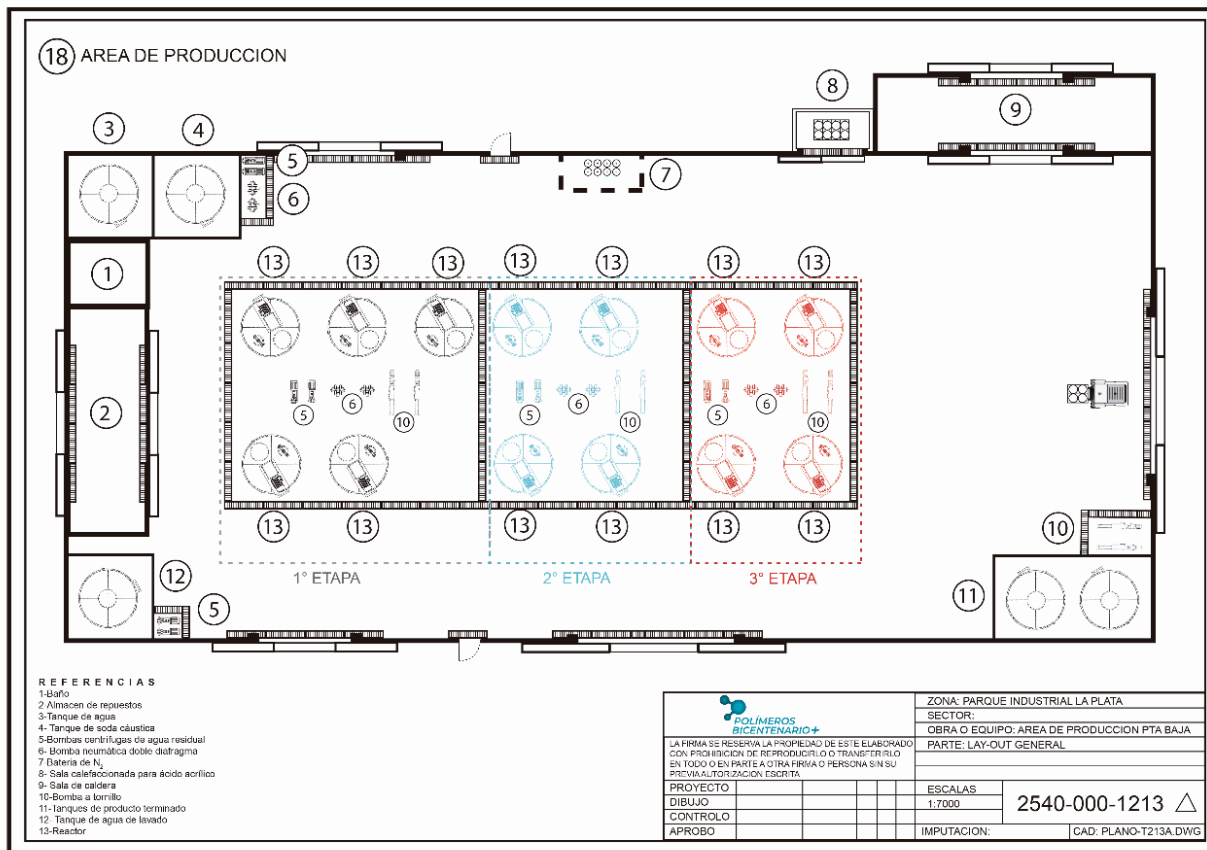 18 AREA DE PRODUCCION
3
4
5
6
7
8
9
1
2
13 13 13 13 13 13 13
5 6 10 5 6 10 5 6 10
13 13 13 13 13 13
1° ETAPA 2° ETAPA 3° ETAPA
10
11
12
5
REFERENCIAS
1-Baño
2 Almacen de repuestos
3-Tanque de agua
4- Tanque de soda cáustica
5-Bombas centrífugas de agua residual
6- Bomba neumática doble diafragma
7 Bateria de N2
8- Sala calefaccionada para ácido acrílico
9- Sala de caldera
10-Bomba a tornillo
11-Tanques de producto terminado
12- Tanque de agua de lavado
13-Reactor
POLÍMEROS
BICENTENARIO+
LA FIRMA SE RESERVA LA PROPIEDAD DE ESTE ELABORADO
CON PROHIBICION DE REPRODUCIRLO O TRANSFERIRLO
EN TODO O EN PARTE A OTRA FIRMA O PERSONA SIN SU
PREVIA AUTORIZACION ESCRITA
ZONA: PARQUE INDUSTRIAL LA PLATA
SECTOR:
OBRA O EQUIPO: AREA DE PRODUCCION PTA BAJA
PARTE: LAY-OUT GENERAL
PROYECTO
DIBUJO
CONTROLO
APROBO
ESCALAS
1:7000
2540-000-1213
IMPUTACION:
CAD: PLANO-T213A.DWG